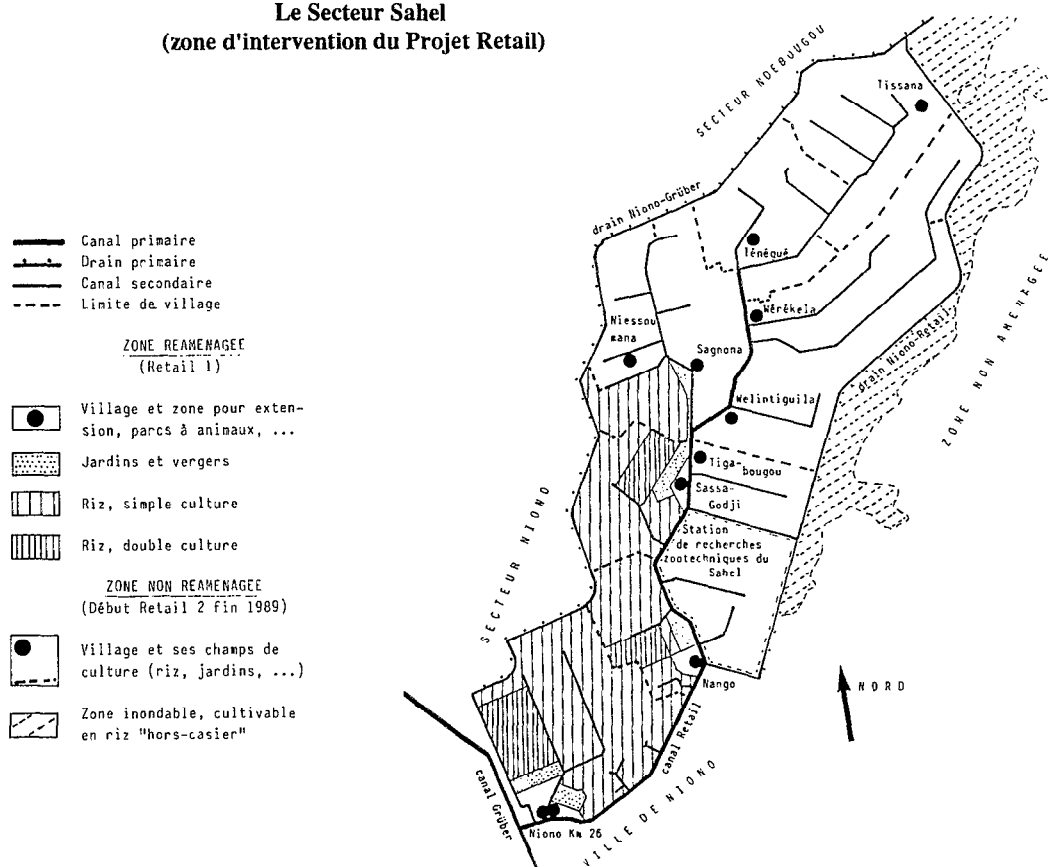 Le Secteur Sahel
(zone d'intervention du Projet Retail)
Canal primaire
Drain primaire
Canal secondaire
Limite de village
ZONE REAMENAGEE
(Retail 1)
Village et zone pour exten-
sion, parcs à animaux, ...
Jardins et vergers
Riz, simple culture
Riz, double culture
ZONE NON REAMENAGEE
(Début Retail 2 fin 1989)
Village et ses champs de
culture (riz, jardins, ...)
Zone inondable, cultivable
en riz "hors-casier"
SECTEUR NDEBOUGOU
Tissana
drain Niono-Grüber
Ténégué
Wérékela
Niessou
mana
Sagnona
drain Niono-Retail
ZONE NON AMENAGEE
Welintiguila
Tiga-
bougou
Sassa-
Godji
Station
de recherches
zootechniques du
Sahel
SECTEUR NIONO
Nango
NORD
canal Retail
canal Grüber
Niono Km 26
VILLE DE NIONO